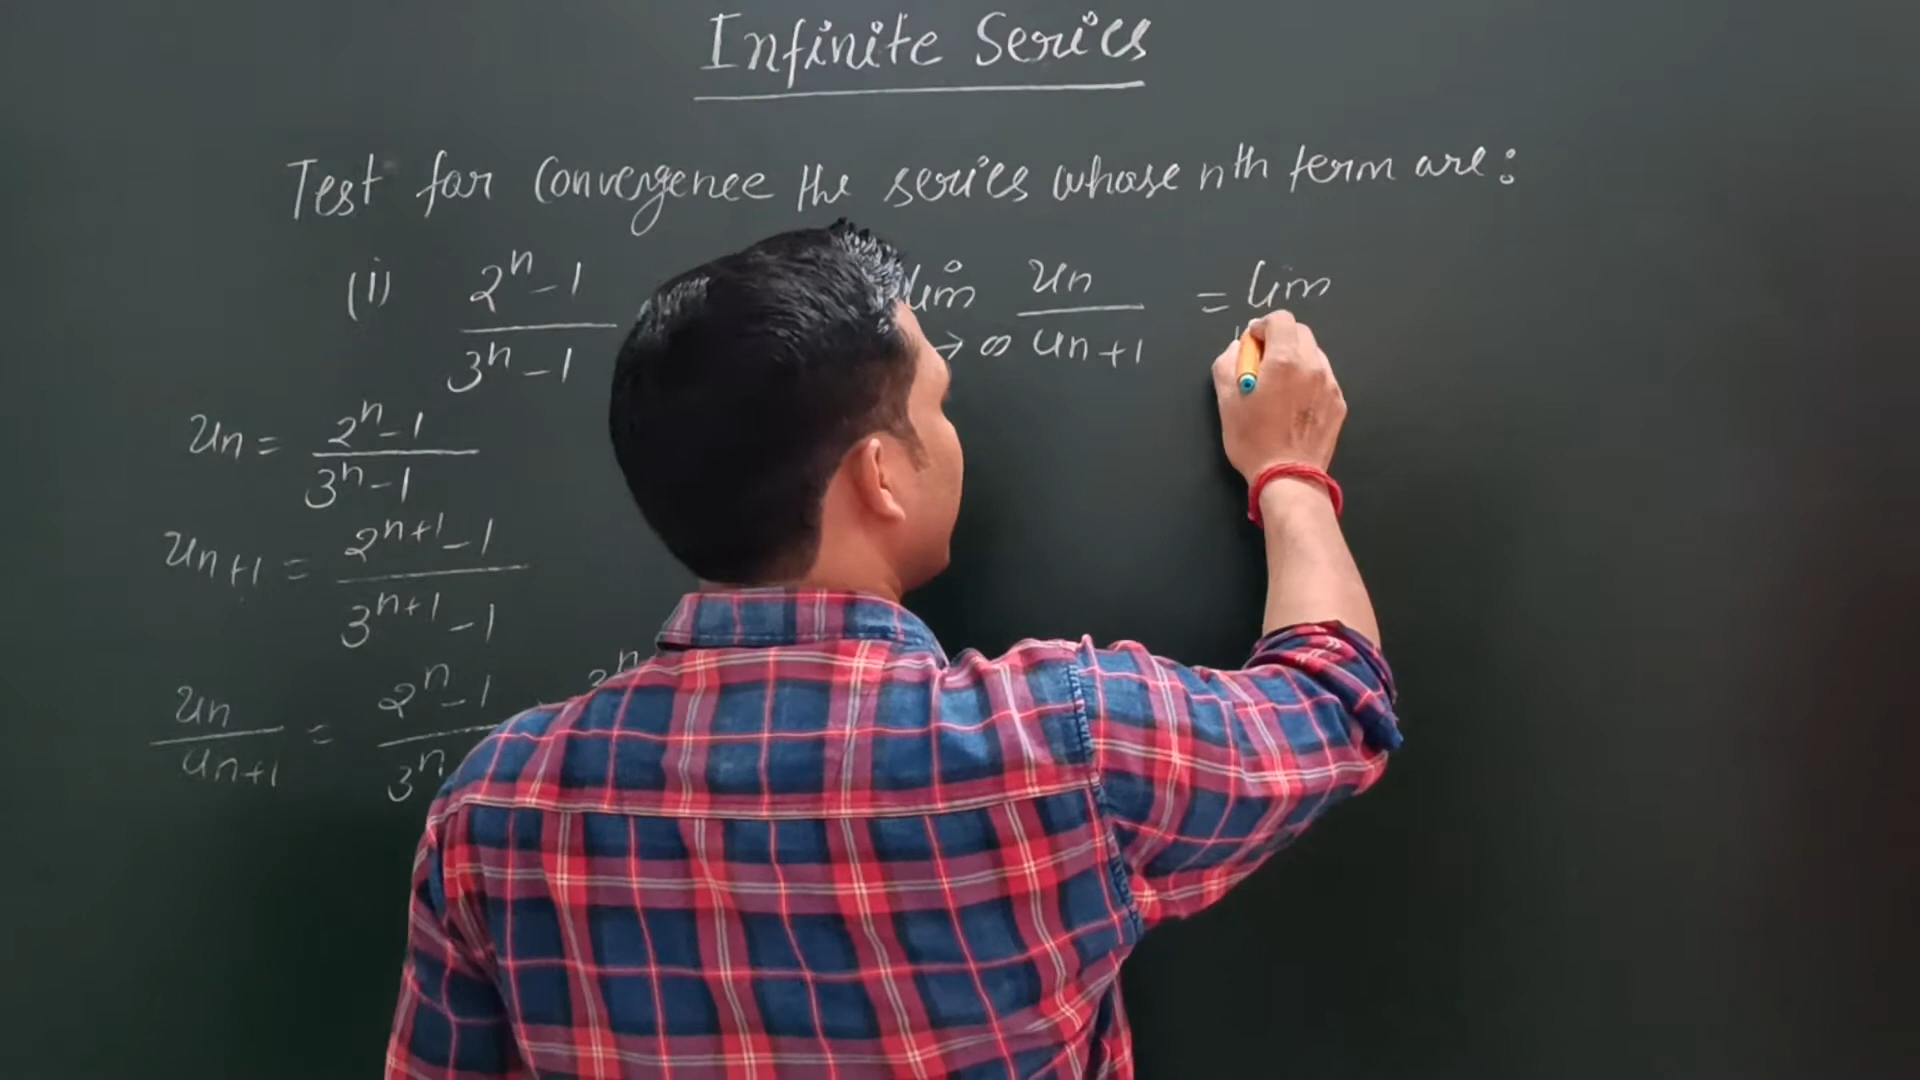 Infinite Series
Test for Convergence the series whose nth term are:
(i) 2^n - 1 / 3^n - 1
lim → ∞ un / un+1 = lim
un = 2^n - 1 / 3^n - 1
un+1 = 2^n+1 - 1 / 3^n+1 - 1
un / un+1 = 2^n - 1 / 3^n